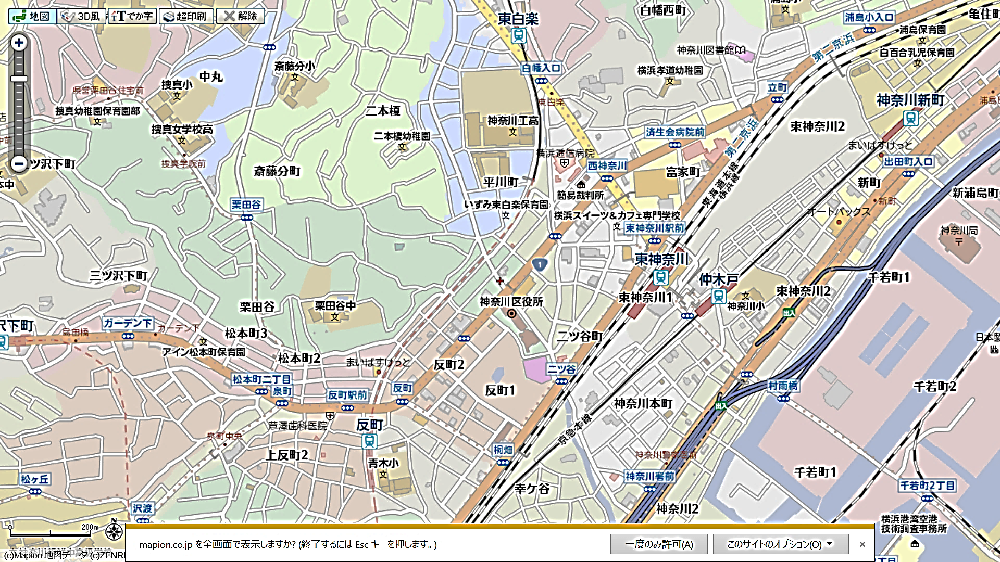 地図
3D風
でか字
超印刷
解除
東白楽
白幡西町
浦島小入口
亀住町
浦島保育園
第二京浜
白百合乳児保育園
神奈川図書館
横浜孝道幼稚園
白幡入口
斎藤分小
中丸
捜真小
県営栗田谷住宅前
立町
東白楽
神奈川新町
捜真幼稚園保育園部
二本榎
神奈川工高
東神奈川2
捜真女学校高
二本榎幼稚園
済生会病院前
第二京浜
まいばすけっと
横浜逓信病院
出田町入口
捜真学院前
ツ沢下町
斎藤分町
西神奈川
富家町
平川町
東海道本線
横浜線
新町
簡易裁判所
新浦島町
新町
栗田谷
いずみ東白楽保育園
横浜スイーツ&カフェ専門学校
オートバックス
東神奈川駅前
神奈川局
東神奈川
1
三ツ沢下町
仲木戸
千若町1
東神奈川2
東神奈川1
神奈川小
神奈川区役所
栗田谷
栗田谷中
出入
ガーデン下
沢下町
島田橋
ガーデン下
松本町3
二ツ谷町
アイン松本町保育園
松本町2
まいばすけっと
反町2
二ツ谷
松本町二丁目
泉町
反町駅前
反町
反町1
村雨橋
千若町2
神奈川本町
出入
芦澤歯科医院
反町
京急本線
泉町中央
上反町2
桐畑
神奈川警察署前
青木小
松ヶ丘
神奈川署前
千若町1
幸ケ谷
千若町2丁目
沢渡
神奈川2
横浜港湾空港
技術調査事務所
0
200m
N
mapion.co.jp を全画面で表示しますか? (終了するには Esc キーを押します。)
一度のみ許可(A)
このサイトのオプション(O)
(c)Mapion 地図データ (c)ZENRI